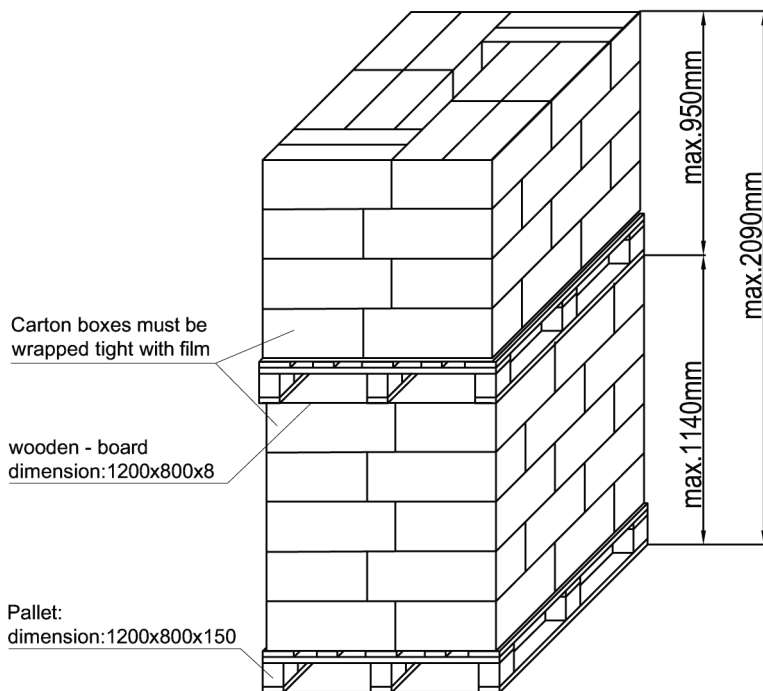 max.950mm
max.2090mm
max.1140mm
Carton boxes must be
wrapped tight with film
wooden - board
dimension:1200x800x8
Pallet:
dimension:1200x800x150